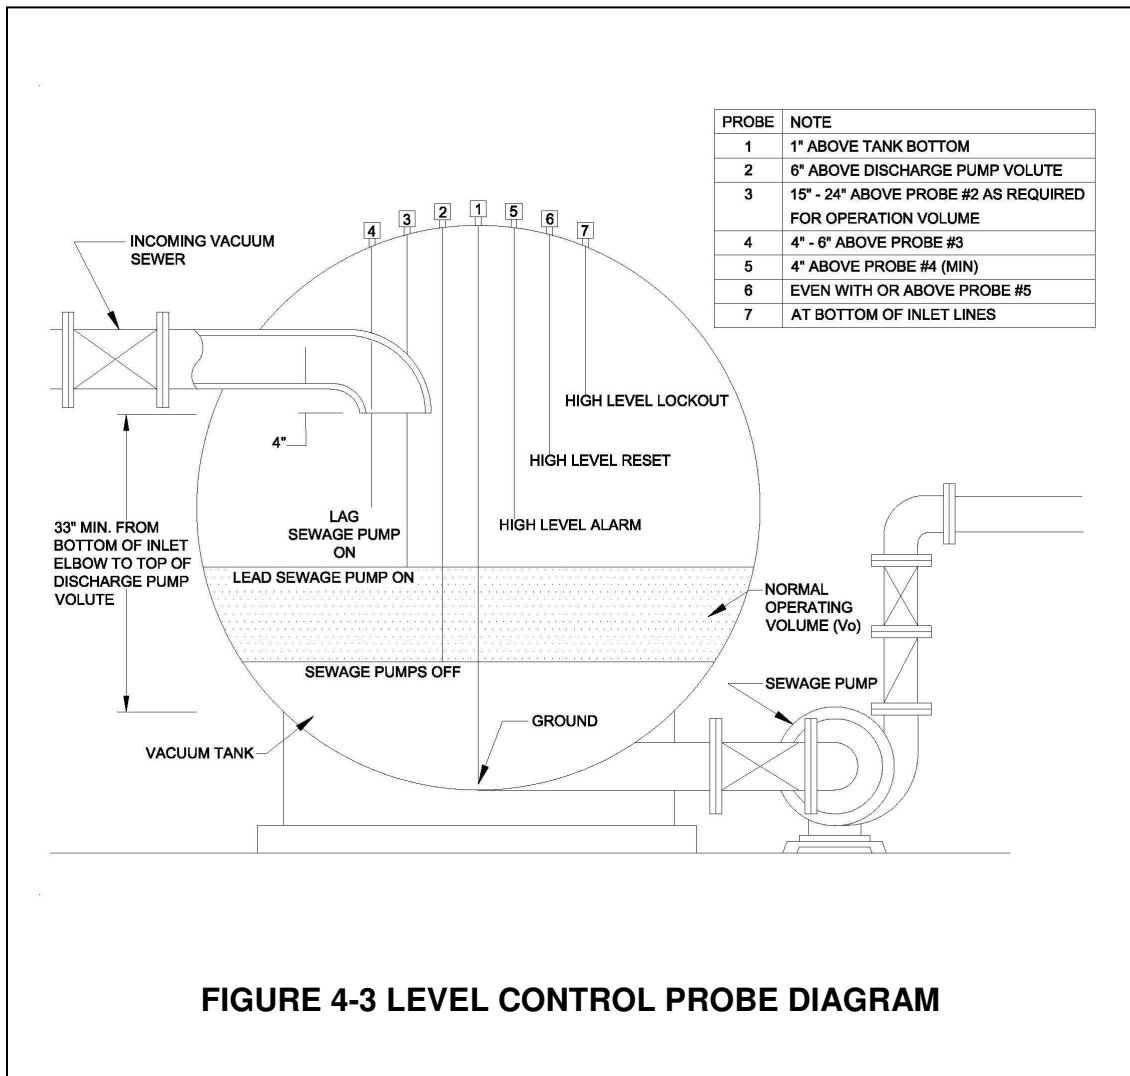 PROBE NOTE
1 1" ABOVE TANK BOTTOM
2 6" ABOVE DISCHARGE PUMP VOLUTE
3 15" - 24" ABOVE PROBE #2 AS REQUIRED
FOR OPERATION VOLUME
4 4" - 6" ABOVE PROBE #3
5 4" ABOVE PROBE #4 (MIN)
6 EVEN WITH OR ABOVE PROBE #5
7 AT BOTTOM OF INLET LINES
4 3 2 1 5 6 7
INCOMING VACUUM
SEWER
HIGH LEVEL LOCKOUT
4"
HIGH LEVEL RESET
LAG
SEWAGE PUMP
ON
HIGH LEVEL ALARM
33" MIN. FROM
BOTTOM OF INLET
ELBOW TO TOP OF
DISCHARGE PUMP
VOLUTE
LEAD SEWAGE PUMP ON
NORMAL
OPERATING
VOLUME (Vo)
SEWAGE PUMPS OFF
SEWAGE PUMP
GROUND
VACUUM TANK
FIGURE 4-3 LEVEL CONTROL PROBE DIAGRAM